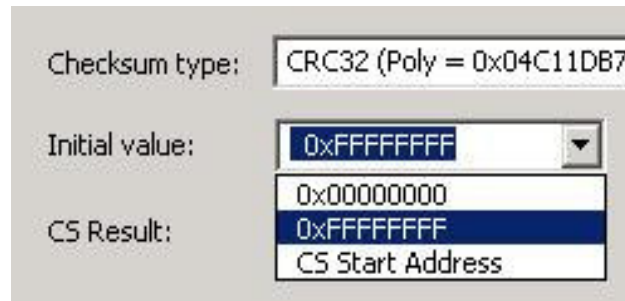 Checksum type: CRC32 (Poly = 0x04C11DB7
Initial value: 0xFFFFFFFF
0x00000000
CS Result: 0xFFFFFFFF
CS Start Address